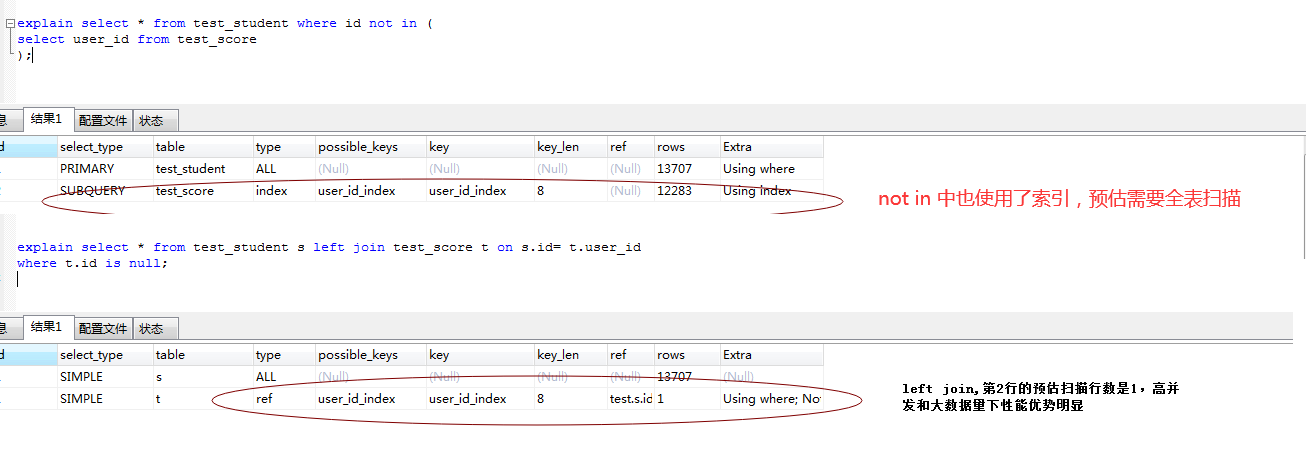 explain select * from test_student where id not in (
select user_id from test_score
);
息 结果1 配置文件 状态
d select_type table type possible_keys key key_len ref rows Extra
PRIMARY test_student ALL (Null) (Null) (Null) (Null) 13707 Using where
SUBQUERY test_score index user_id_index user_id_index 8 (Null) 12283 Using index
not in 中也使用了索引，预估需要全表扫描
explain select * from test_student s left join test_score t on s.id= t.user_id
where t.id is null;
息 结果1 配置文件 状态
d select_type table type possible_keys key key_len ref rows Extra
SIMPLE s ALL (Null) (Null) (Null) (Null) 13707 (Null)
SIMPLE t ref user_id_index user_id_index 8 test.s.id 1 Using where; No
left join,第2行的预估扫描行数是1，高并
发和大数据量下性能优势明显